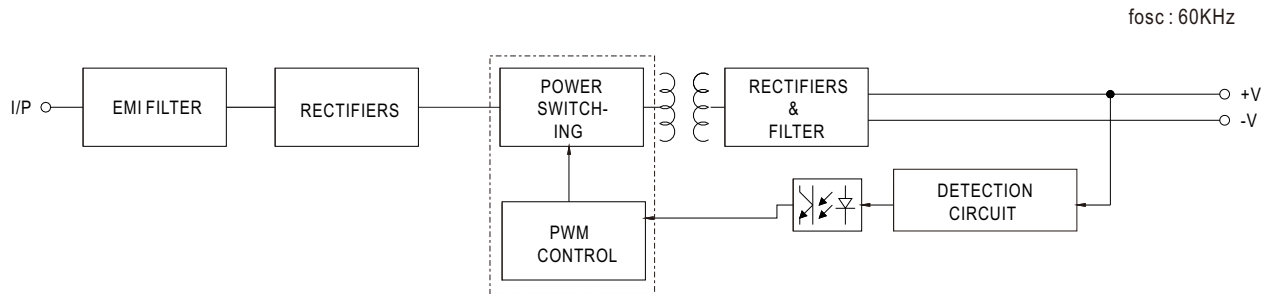 fosc : 60KHz
I/P
EMI FILTER
RECTIFIERS
POWER
SWITCH-
ING
RECTIFIERS
&
FILTER
+V
-V
PWM
CONTROL
DETECTION
CIRCUIT